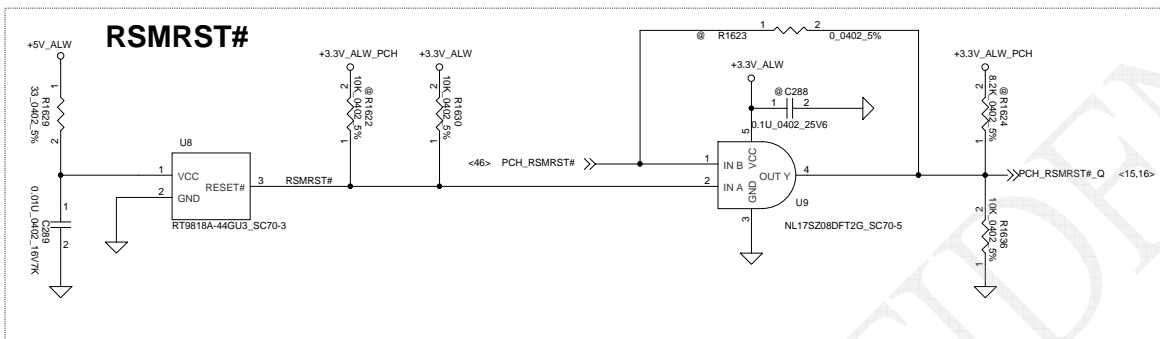 RSMRST#
+5V_ALW
1
R1629
33_0402_5%
2
0.01U_0402_16V7K
1
C289
2
U8
1 VCC
2 GND
RESET# 3
RT9818A-44GU3_SC70-3
RSMRST#
+3.3V_ALW_PCH
2
@ R1622
10K_0402_5%
1
+3.3V_ALW
2
R1630
10K_0402_5%
1
@ R1623
1 2
0_0402_5%
+3.3V_ALW
@ C288
1 2
0.1U_0402_25V6
<46> PCH_RSMRST#
1 IN B
2 IN A
5 VCC
OUT Y 4
GND 3
U9
NL17SZ08DFT2G_SC70-5
+3.3V_ALW_PCH
2
@ R1624
8.2K_0402_5%
1
PCH_RSMRST#_Q <15,16>
2
R1636
10K_0402_5%
1
FIDEN